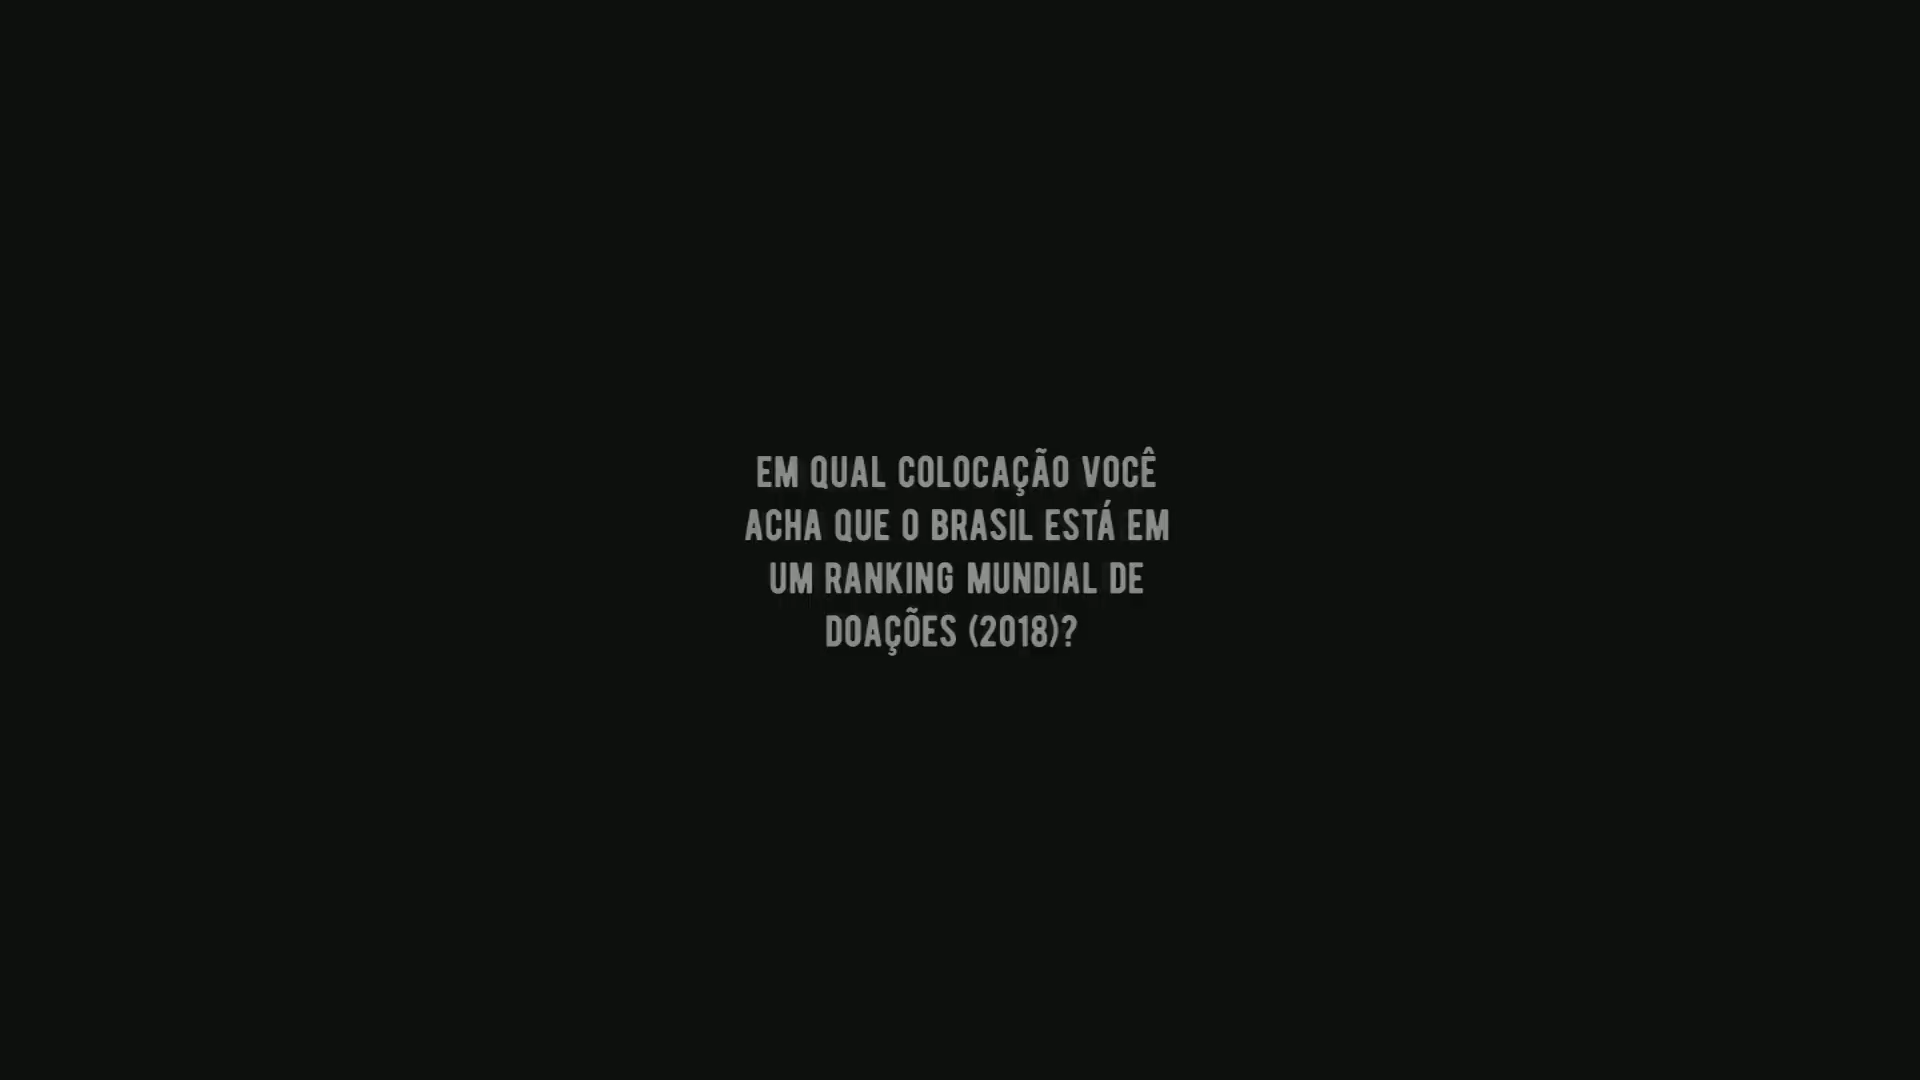 EM QUAL COLOCAÇÃO VOCÊ
ACHA QUE O BRASIL ESTÁ EM
UM RANKING MUNDIAL DE
DOAÇÕES (2018)?